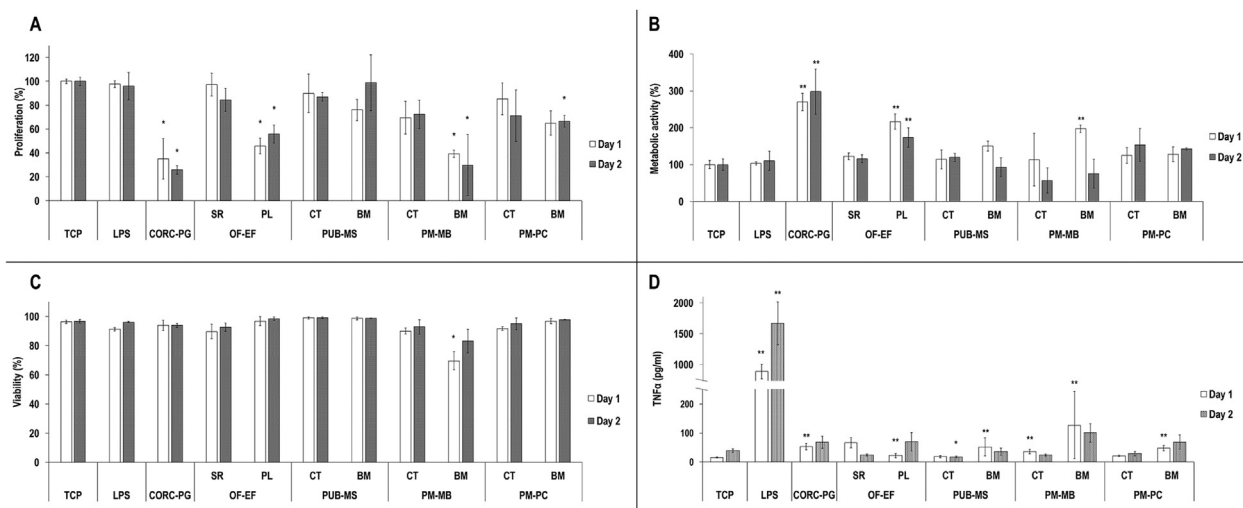 A
Proliferation (%)
120
100
80
60
40
20
0
* * * * * * *
SR PL CT BM CT BM CT BM
TCP LPS CORC-PG OF-EF PUB-MS PM-MB PM-PC
Day 1
Day 2
B
Metabolic activity (%)
400
300
200
100
0
** ** ** ** **
SR PL CT BM CT BM CT BM
TCP LPS CORC-PG OF-EF PUB-MS PM-MB PM-PC
Day 1
Day 2
C
Viability (%)
100
80
60
40
20
0
*
SR PL CT BM CT BM CT BM
TCP LPS CORC-PG OF-EF PUB-MS PM-MB PM-PC
Day 1
Day 2
D
TNFα (pg/ml)
2000
1500
1000
200
100
0
** ** ** ** * ** ** ** **
SR PL CT BM CT BM CT BM
TCP LPS CORC-PG OF-EF PUB-MS PM-MB PM-PC
Day 1
Day 2